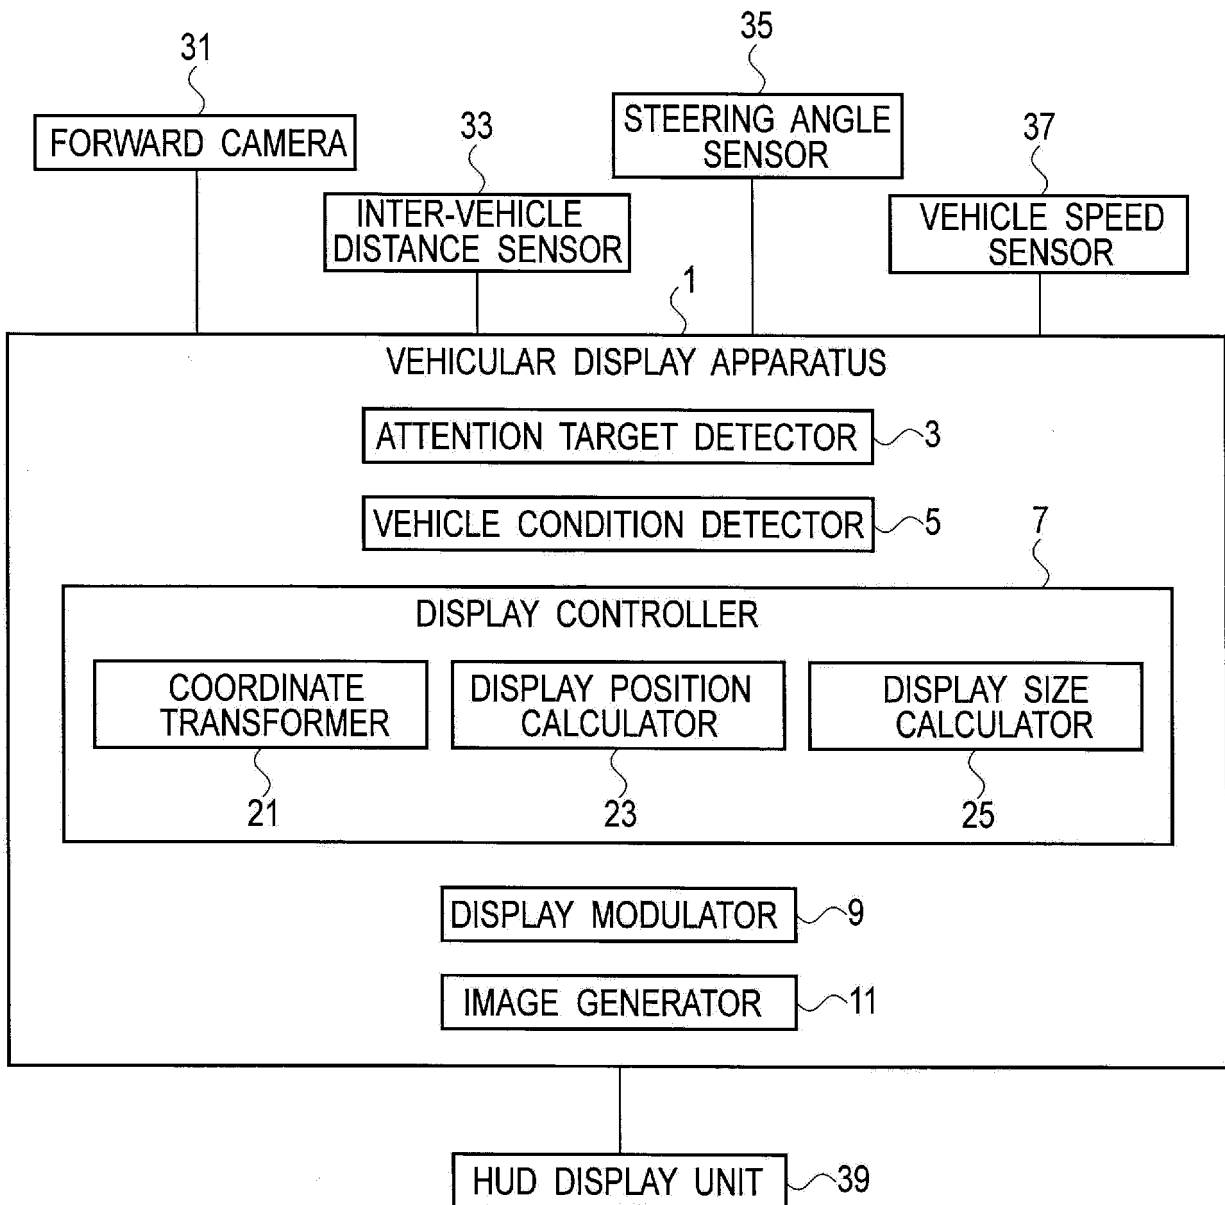 31
35
FORWARD CAMERA
33
STEERING ANGLE
SENSOR
37
INTER-VEHICLE
DISTANCE SENSOR
VEHICLE SPEED
SENSOR
1
VEHICULAR DISPLAY APPARATUS
ATTENTION TARGET DETECTOR
3
VEHICLE CONDITION DETECTOR
5
7
DISPLAY CONTROLLER
COORDINATE
TRANSFORMER
DISPLAY POSITION
CALCULATOR
DISPLAY SIZE
CALCULATOR
21
23
25
DISPLAY MODULATOR
9
IMAGE GENERATOR
11
HUD DISPLAY UNIT
39